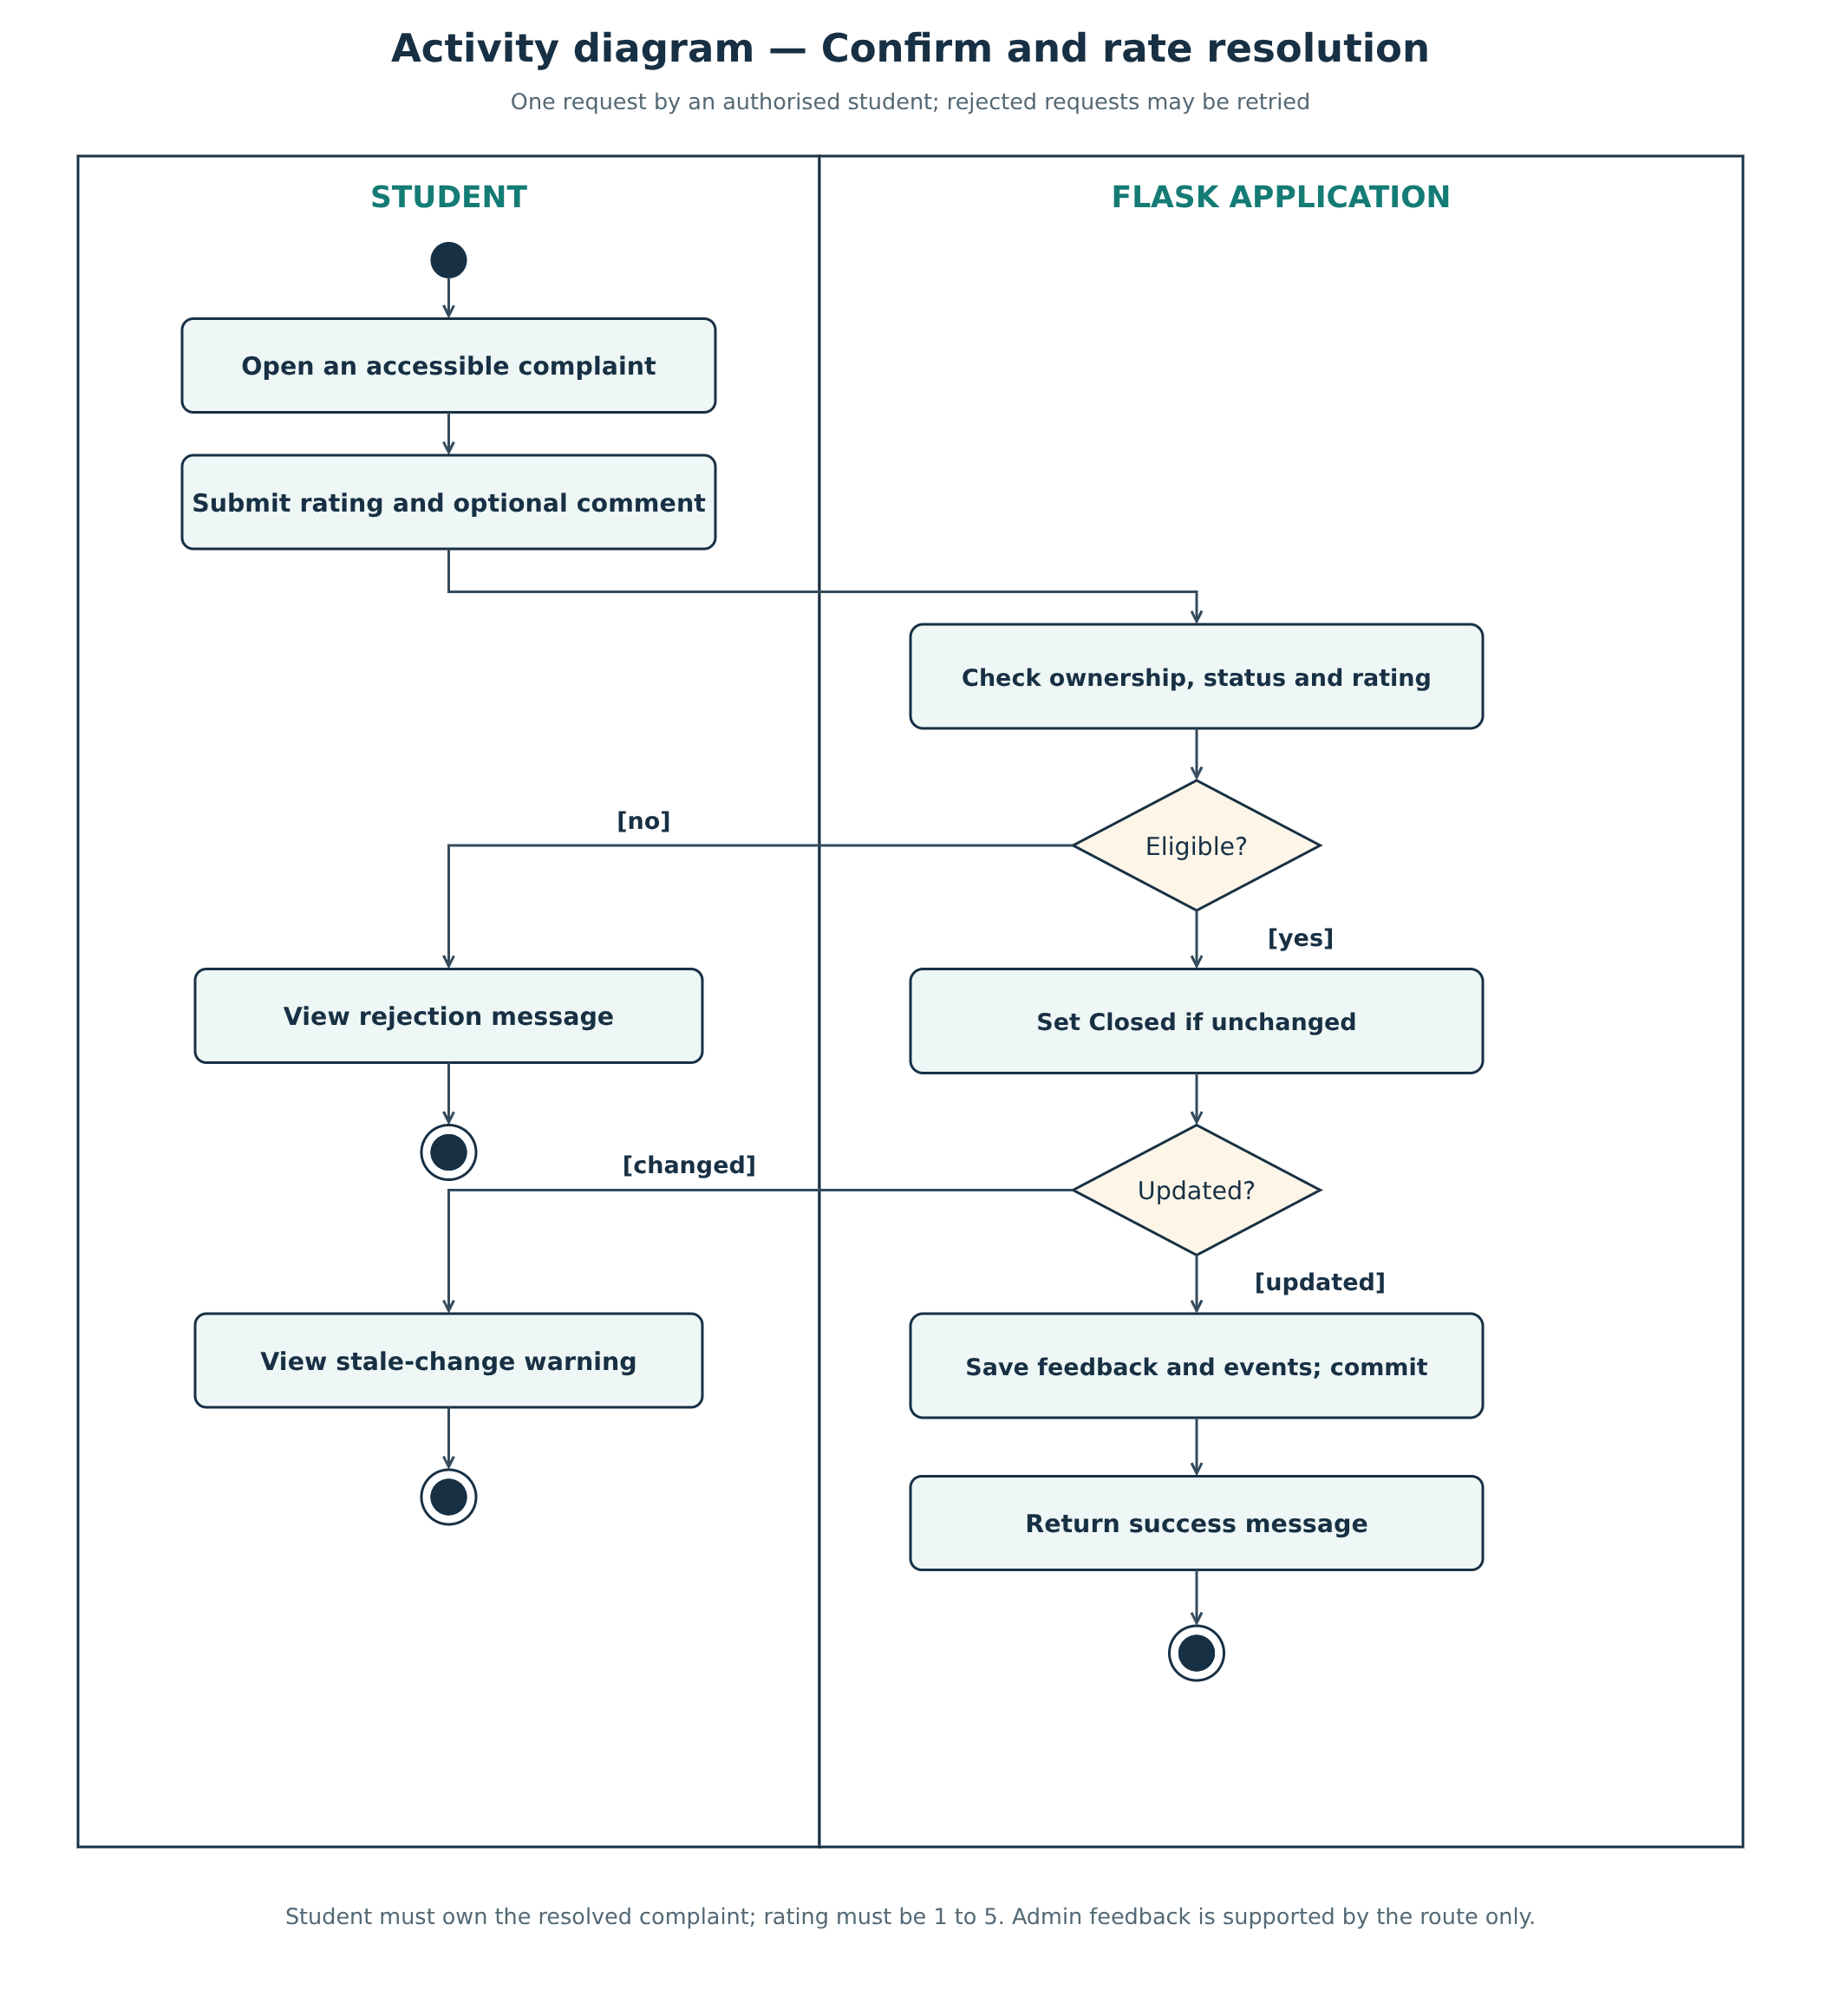 Activity diagram — Confirm and rate resolution
One request by an authorised student; rejected requests may be retried
STUDENT
FLASK APPLICATION
Open an accessible complaint
Submit rating and optional comment
Check ownership, status and rating
[no]
Eligible?
[yes]
View rejection message
Set Closed if unchanged
[changed]
Updated?
[updated]
View stale-change warning
Save feedback and events; commit
Return success message
Student must own the resolved complaint; rating must be 1 to 5. Admin feedback is supported by the route only.